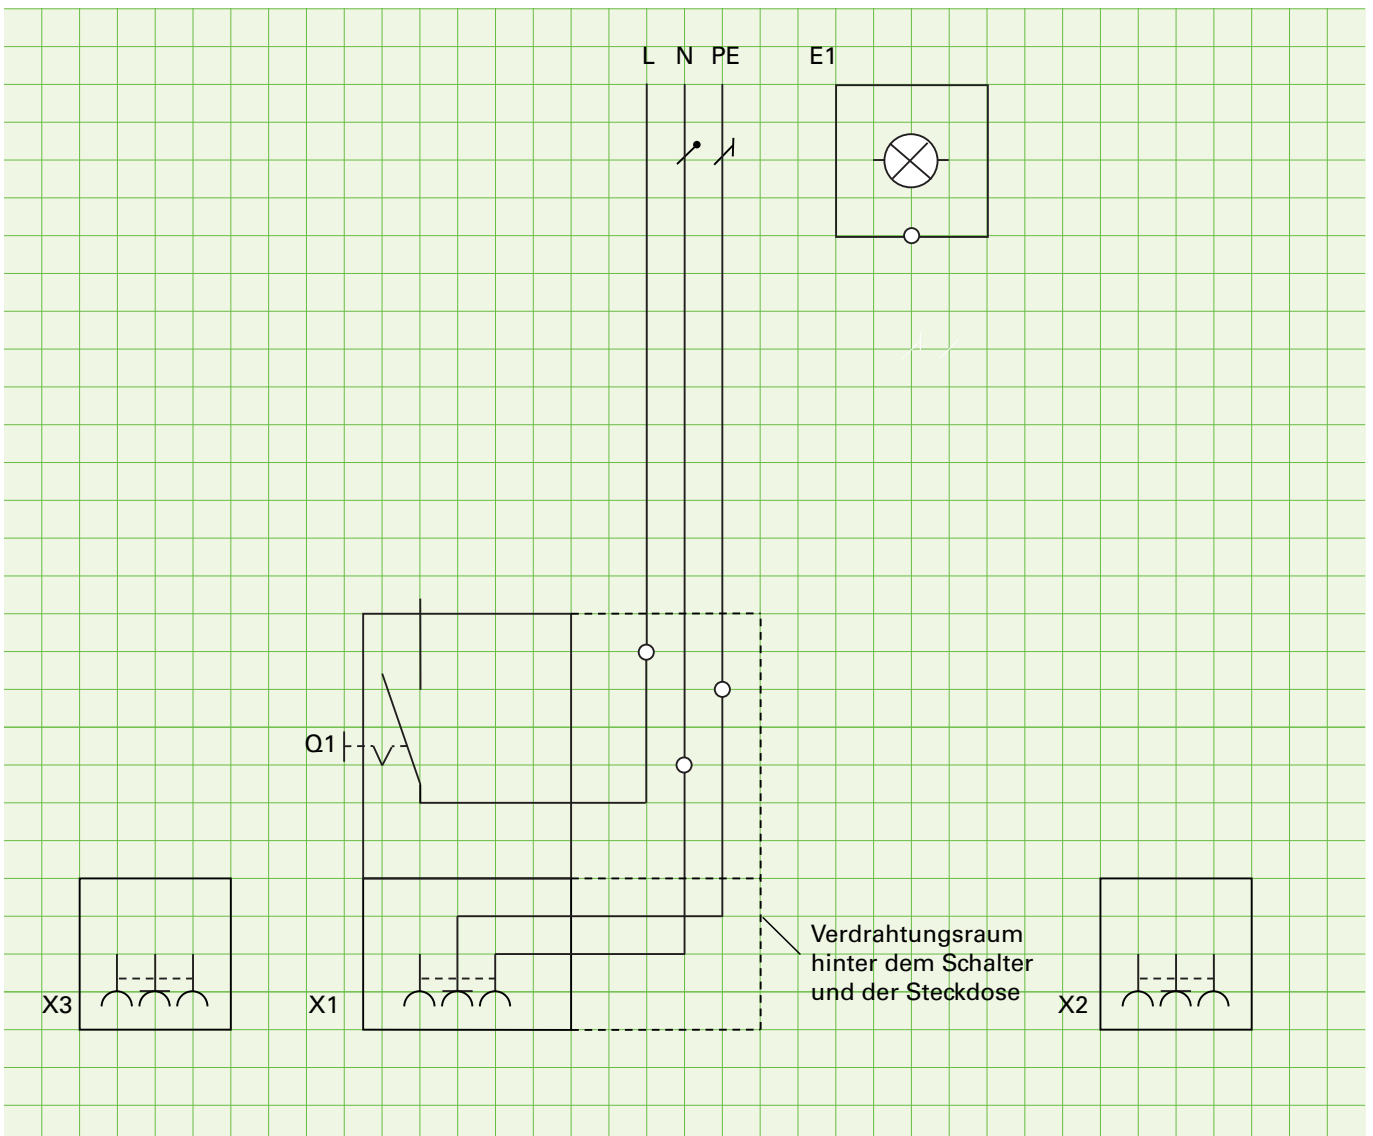 L N PE E1
Q1
Verdrahtungsraum
hinter dem Schalter
und der Steckdose
X3 X1 X2